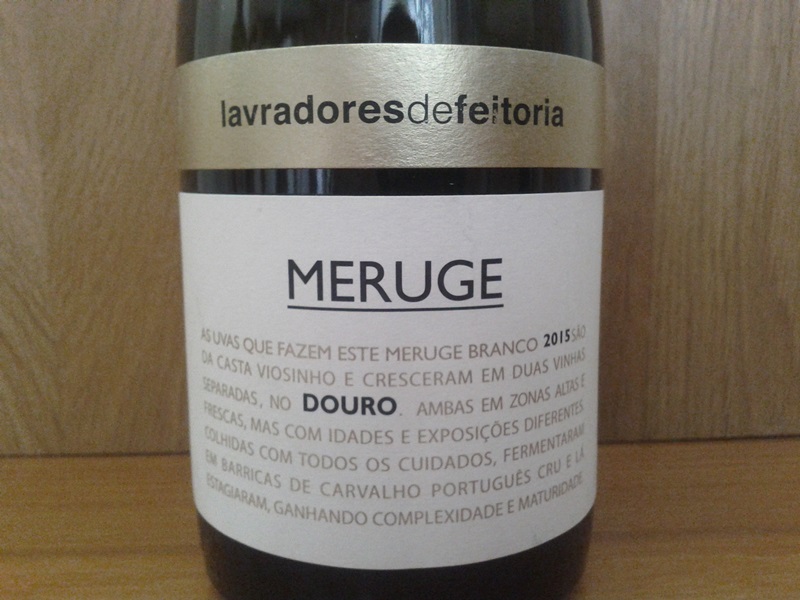 lavradoresdefeitoria
MERUGE
AS UVAS QUE FAZEM ESTE MERUGE BRANCO 2015 SÃO
DA CASTA VIOSINHO E CRESCERAM EM DUAS VINHAS
SEPARADAS, NO DOURO. AMBAS EM ZONAS ALTAS E
FRESCAS, MAS COM IDADES E EXPOSIÇÕES DIFERENTES.
COLHIDAS COM TODOS OS CUIDADOS, FERMENTARAM
EM BARRICAS DE CARVALHO PORTUGUÊS CRU E LÁ
ESTAGIARAM, GANHANDO COMPLEXIDADE E MATURIDADE.